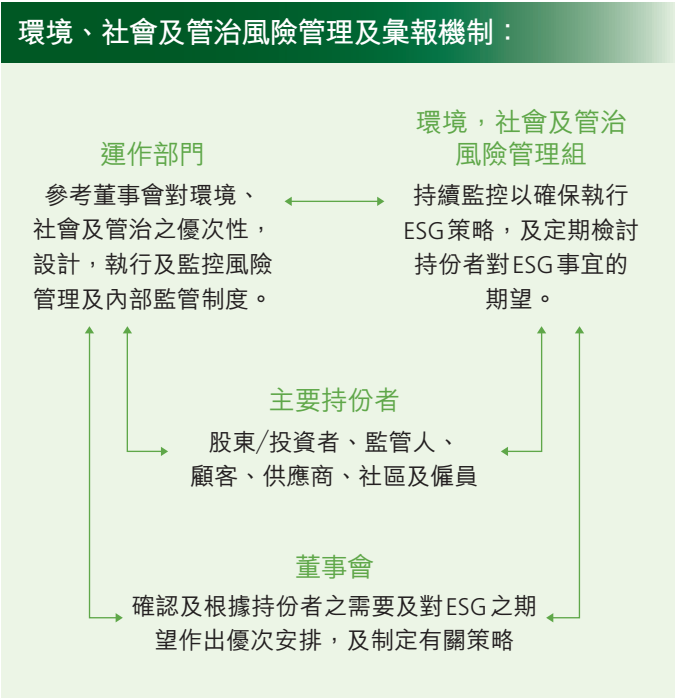 環境、社會及管治風險管理及彙報機制：
運作部門
參考董事會對環境、
社會及管治之優次性，
設計，執行及監控風險
管理及內部監管制度。
環境，社會及管治
風險管理組
持續監控以確保執行
ESG策略，及定期檢討
持份者對ESG事宜的
期望。
主要持份者
股東/投資者、監管人、
顧客、供應商、社區及僱員
董事會
確認及根據持份者之需要及對ESG之期
望作出優次安排，及制定有關策略